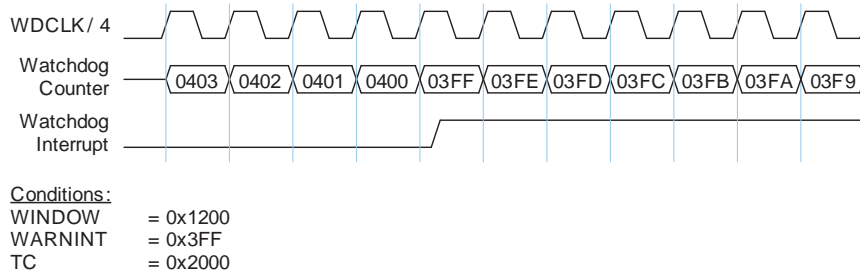 WDCLK / 4
Watchdog Counter
0403 0402 0401 0400 03FF 03FE 03FD 03FC 03FB 03FA 03F9
Watchdog Interrupt
Conditions:
WINDOW = 0x1200
WARNINT = 0x3FF
TC = 0x2000